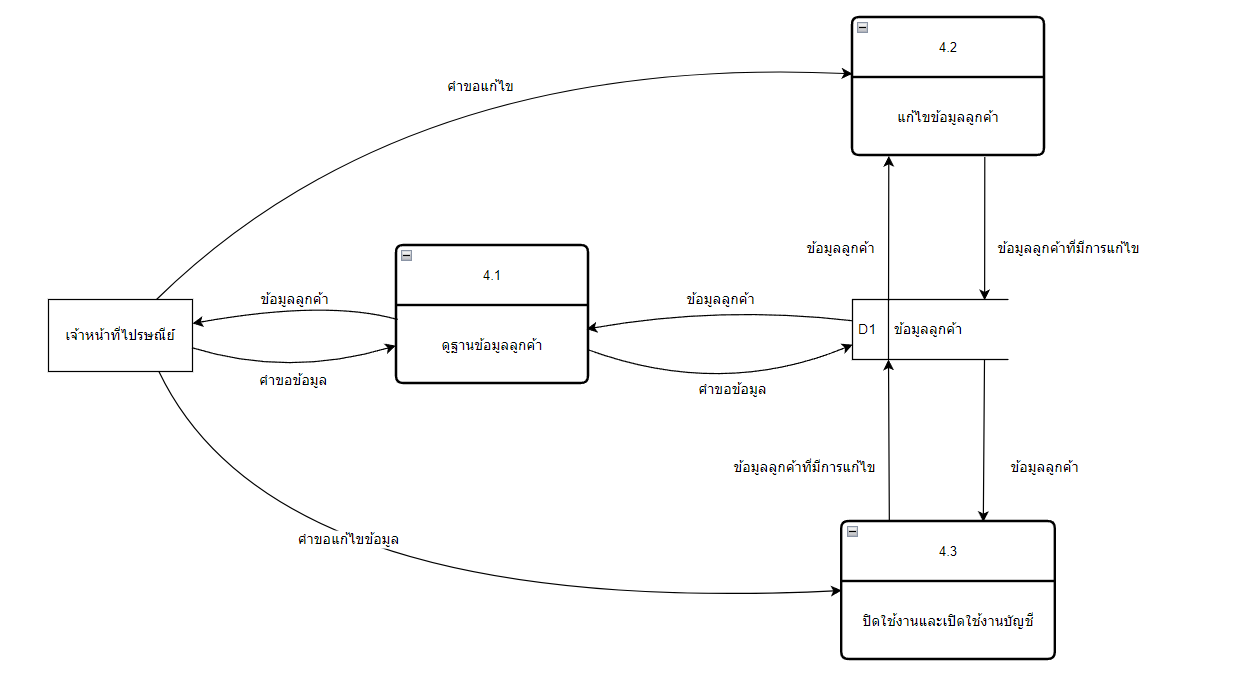 4.2
คำขอแก้ไข
แก้ไขข้อมูลลูกค้า
ข้อมูลลูกค้า
ข้อมูลลูกค้าที่มีการแก้ไข
4.1
ข้อมูลลูกค้า
ข้อมูลลูกค้า
เจ้าหน้าที่ไปรษณีย์
ดูฐานข้อมูลลูกค้า
D1
ข้อมูลลูกค้า
คำขอข้อมูล
คำขอข้อมูล
ข้อมูลลูกค้าที่มีการแก้ไข
ข้อมูลลูกค้า
คำขอแก้ไขข้อมูล
4.3
ปิดใช้งานและเปิดใช้งานบัญชี